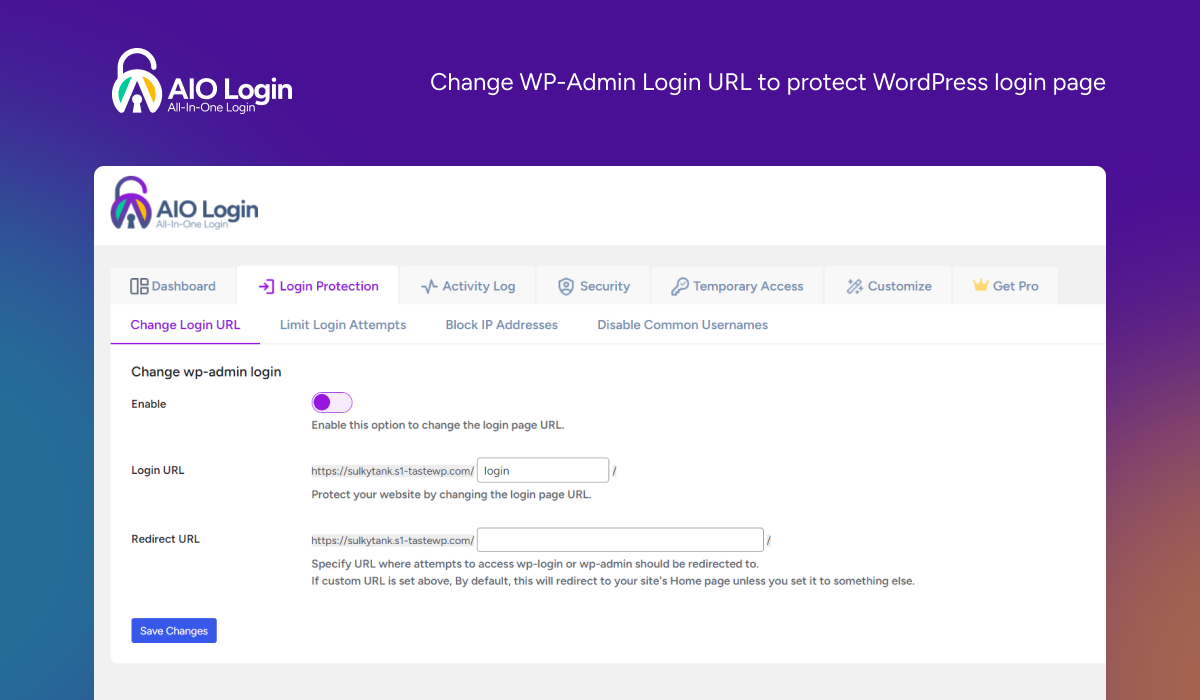 AIO Login
All-In-One Login
Change WP-Admin Login URL to protect WordPress login page
AIO Login
All-In-One Login
Dashboard
Login Protection
Activity Log
Security
Temporary Access
Customize
Get Pro
Change Login URL
Limit Login Attempts
Block IP Addresses
Disable Common Usernames
Change wp-admin login
Enable
Enable this option to change the login page URL.
Login URL
https://sulkytank.s1-tastewp.com/ login /
Protect your website by changing the login page URL.
Redirect URL
https://sulkytank.s1-tastewp.com/ /
Specify URL where attempts to access wp-login or wp-admin should be redirected to.
If custom URL is set above, By default, this will redirect to your site's Home page unless you set it to something else.
Save Changes